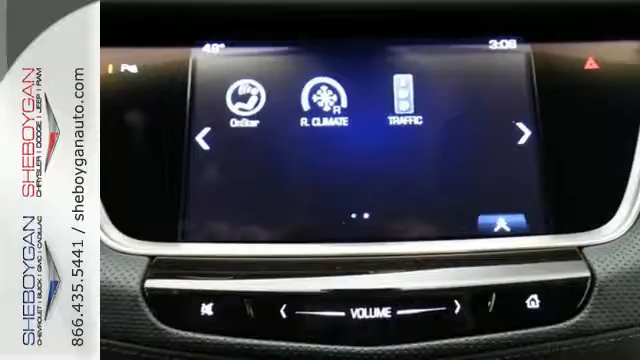 48°
3:08
OnStar
R. CLIMATE
R
TRAFFIC
VOLUME
SHEBOYGAN
CHRYSLER | DODGE | JEEP | RAM
SHEBOYGAN
CHEVROLET | BUICK | GMC | CADILLAC
866.435.5441 / sheboyganauto.com